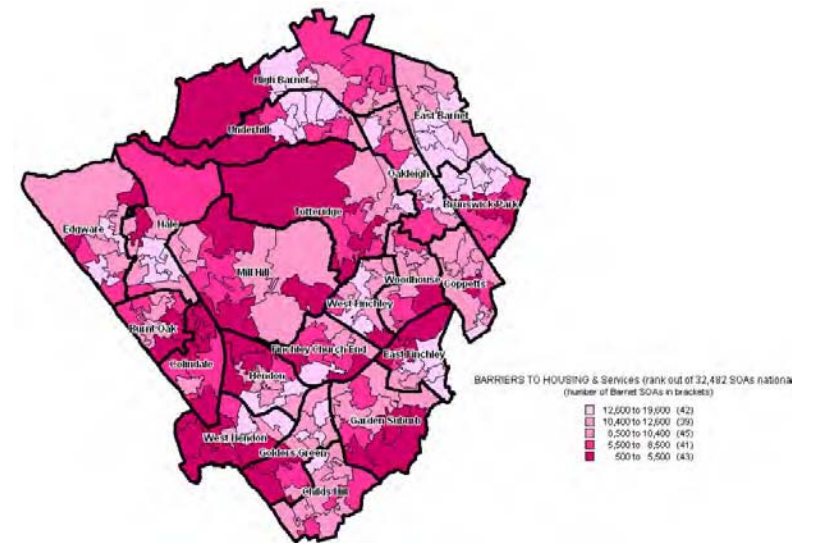 High Barnet
East Barnet
Underhill
Oakleigh
Brunswick Park
Totteridge
Edgware
Hale
Mill Hill
Woodhouse
Coppetts
West Finchley
Burnt Oak
Finchley Church End
East Finchley
Colindale
Hendon
Garden Suburb
West Hendon
Golders Green
Childs Hill
BARRIERS TO HOUSING & Services (rank out of 32,482 SOAs nationa
(number of Barnet SOAs in brackets)
12,600 to 19,600 (42)
10,400 to 12,600 (39)
8,500 to 10,400 (45)
5,500 to 8,500 (41)
500 to 5,500 (43)